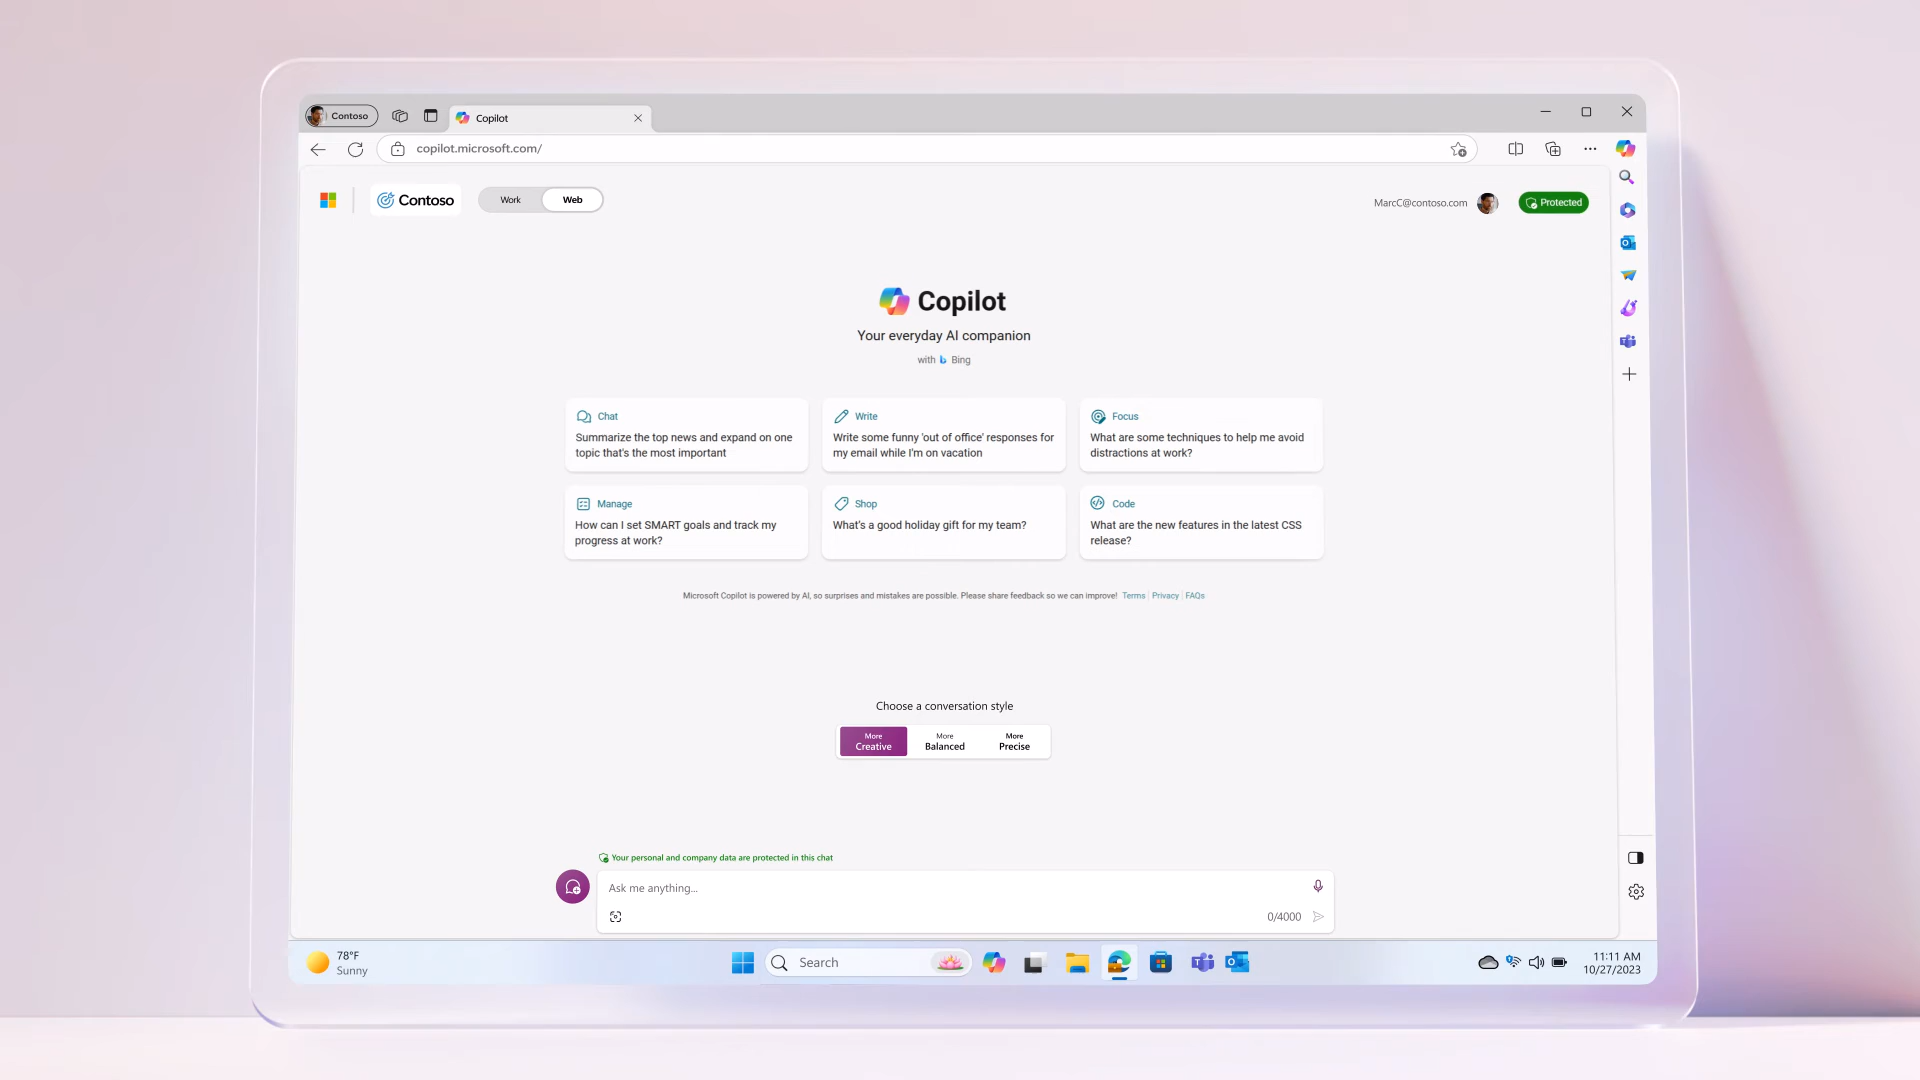 Contoso
Copilot
copilot.microsoft.com/
Contoso
Work
Web
MarcC@contoso.com
Protected
Copilot
Your everyday AI companion
with Bing
Chat
Summarize the top news and expand on one
topic that's the most important
Write
Write some funny 'out of office' responses for
my email while I'm on vacation
Focus
What are some techniques to help me avoid
distractions at work?
Manage
How can I set SMART goals and track my
progress at work?
Shop
What's a good holiday gift for my team?
Code
What are the new features in the latest CSS
release?
Microsoft Copilot is powered by AI, so surprises and mistakes are possible. Please share feedback so we can improve! Terms | Privacy | FAQs
Choose a conversation style
More
Creative
More
Balanced
More
Precise
Your personal and company data are protected in this chat
Ask me anything...
0/4000
78°F
Sunny
Search
11:11 AM
10/27/2023